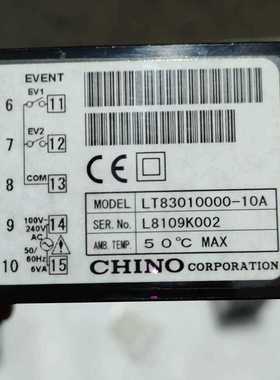 EVENT
6 EV1 11
7 EV2 12
8 COM 13
9 100V- 240V 14
AC
10 50/ 60Hz 6VA 15
CE
MODEL LT83010000-10A
SER. No. L8109K002
AMB. TEMP. 50℃ MAX
CHINO CORPORATION